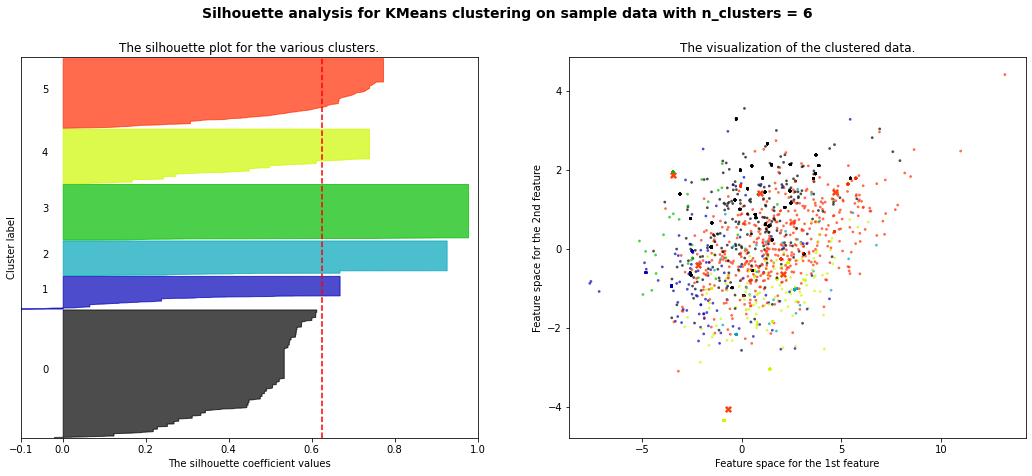 Silhouette analysis for KMeans clustering on sample data with n_clusters = 6
The silhouette plot for the various clusters.
5
4
3
2
1
0
Cluster label
−0.1 0.0 0.2 0.4 0.6 0.8 1.0
The silhouette coefficient values
The visualization of the clustered data.
4
2
0
−2
−4
Feature space for the 2nd feature
−5 0 5 10
Feature space for the 1st feature